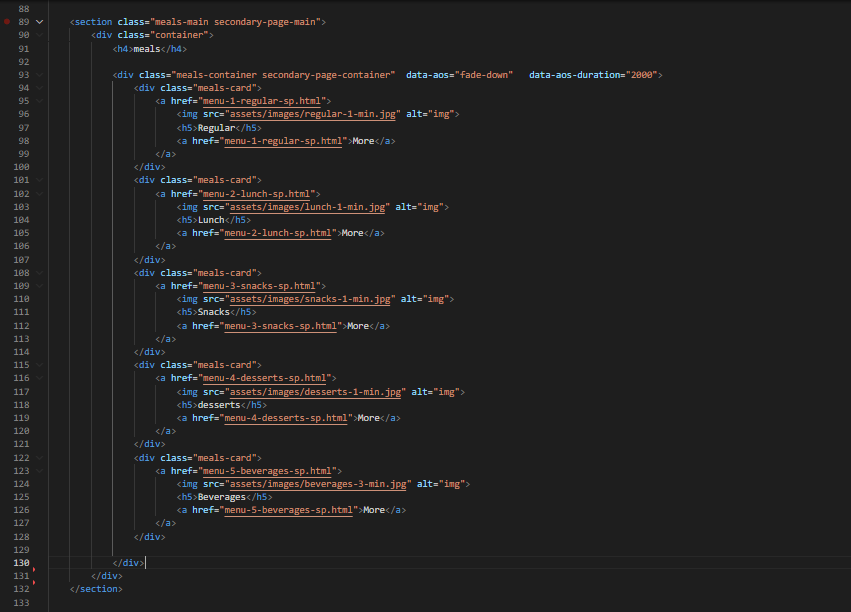 88
89 <section class="meals-main secondary-page-main">
90 <div class="container">
91 <h4>meals</h4>
92
93 <div class="meals-container secondary-page-container" data-aos="fade-down" data-aos-duration="2000">
94 <div class="meals-card">
95 <a href="menu-1-regular-sp.html">
96 <img src="assets/images/regular-1-min.jpg" alt="img">
97 <h5>Regular</h5>
98 <a href="menu-1-regular-sp.html">More</a>
99 </a>
100 </div>
101 <div class="meals-card">
102 <a href="menu-2-lunch-sp.html">
103 <img src="assets/images/lunch-1-min.jpg" alt="img">
104 <h5>Lunch</h5>
105 <a href="menu-2-lunch-sp.html">More</a>
106 </a>
107 </div>
108 <div class="meals-card">
109 <a href="menu-3-snacks-sp.html">
110 <img src="assets/images/snacks-1-min.jpg" alt="img">
111 <h5>Snacks</h5>
112 <a href="menu-3-snacks-sp.html">More</a>
113 </a>
114 </div>
115 <div class="meals-card">
116 <a href="menu-4-desserts-sp.html">
117 <img src="assets/images/desserts-1-min.jpg" alt="img">
118 <h5>desserts</h5>
119 <a href="menu-4-desserts-sp.html">More</a>
120 </a>
121 </div>
122 <div class="meals-card">
123 <a href="menu-5-beverages-sp.html">
124 <img src="assets/images/beverages-3-min.jpg" alt="img">
125 <h5>Beverages</h5>
126 <a href="menu-5-beverages-sp.html">More</a>
127 </a>
128 </div>
129
130 </div>
131 </div>
132 </section>
133